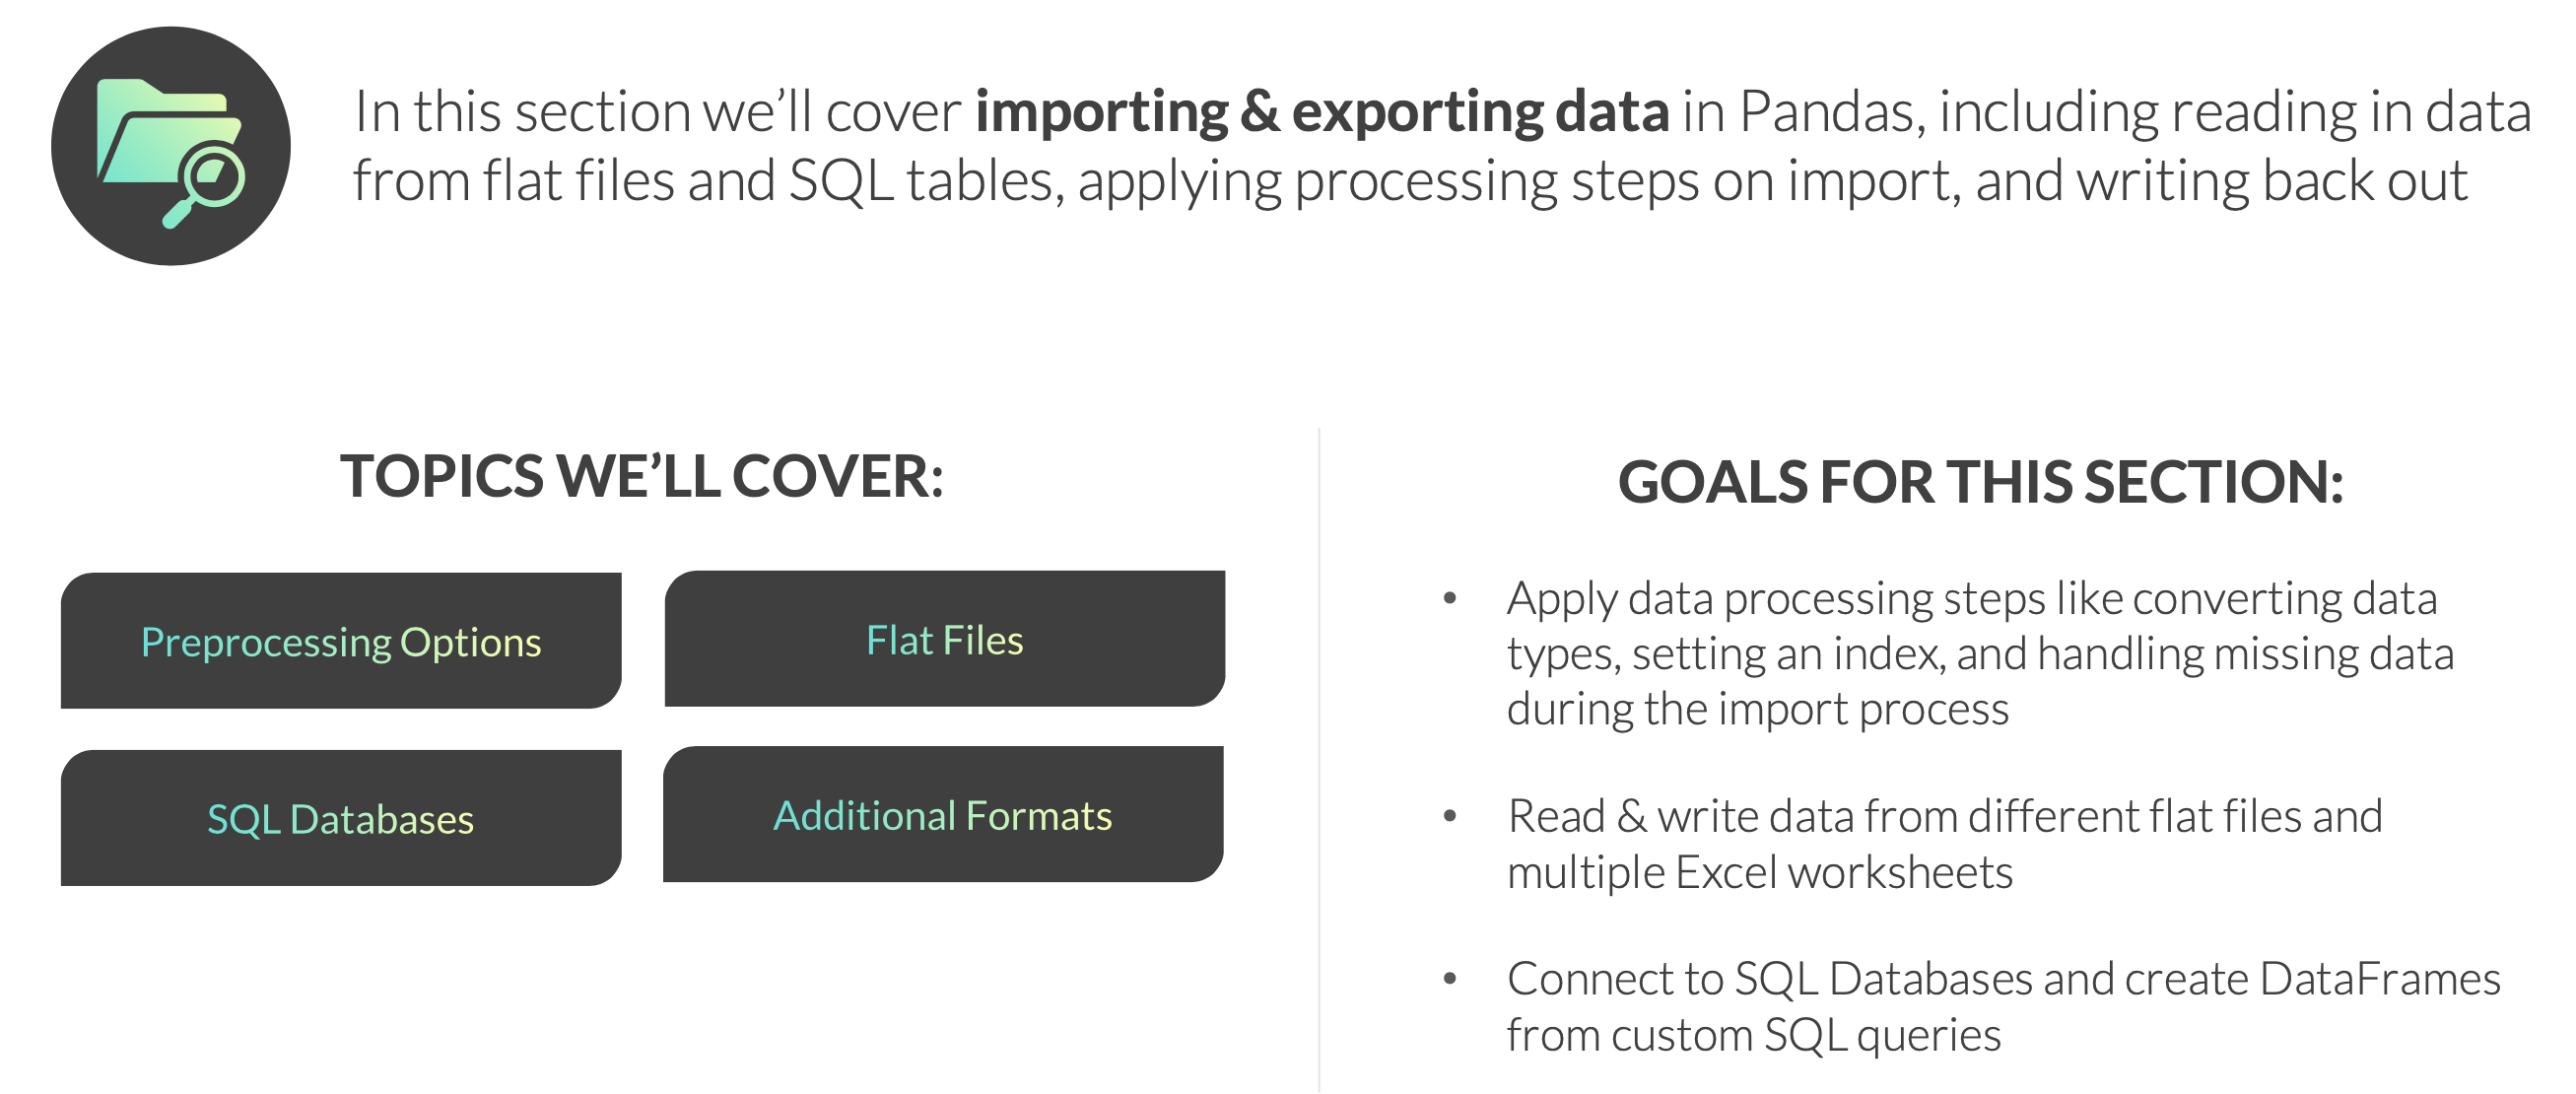 In this section we’ll cover importing & exporting data in Pandas, including reading in data
from flat files and SQL tables, applying processing steps on import, and writing back out
TOPICS WE’LL COVER:
Preprocessing Options
Flat Files
SQL Databases
Additional Formats
GOALS FOR THIS SECTION:
• Apply data processing steps like converting data
types, setting an index, and handling missing data
during the import process
• Read & write data from different flat files and
multiple Excel worksheets
• Connect to SQL Databases and create DataFrames
from custom SQL queries